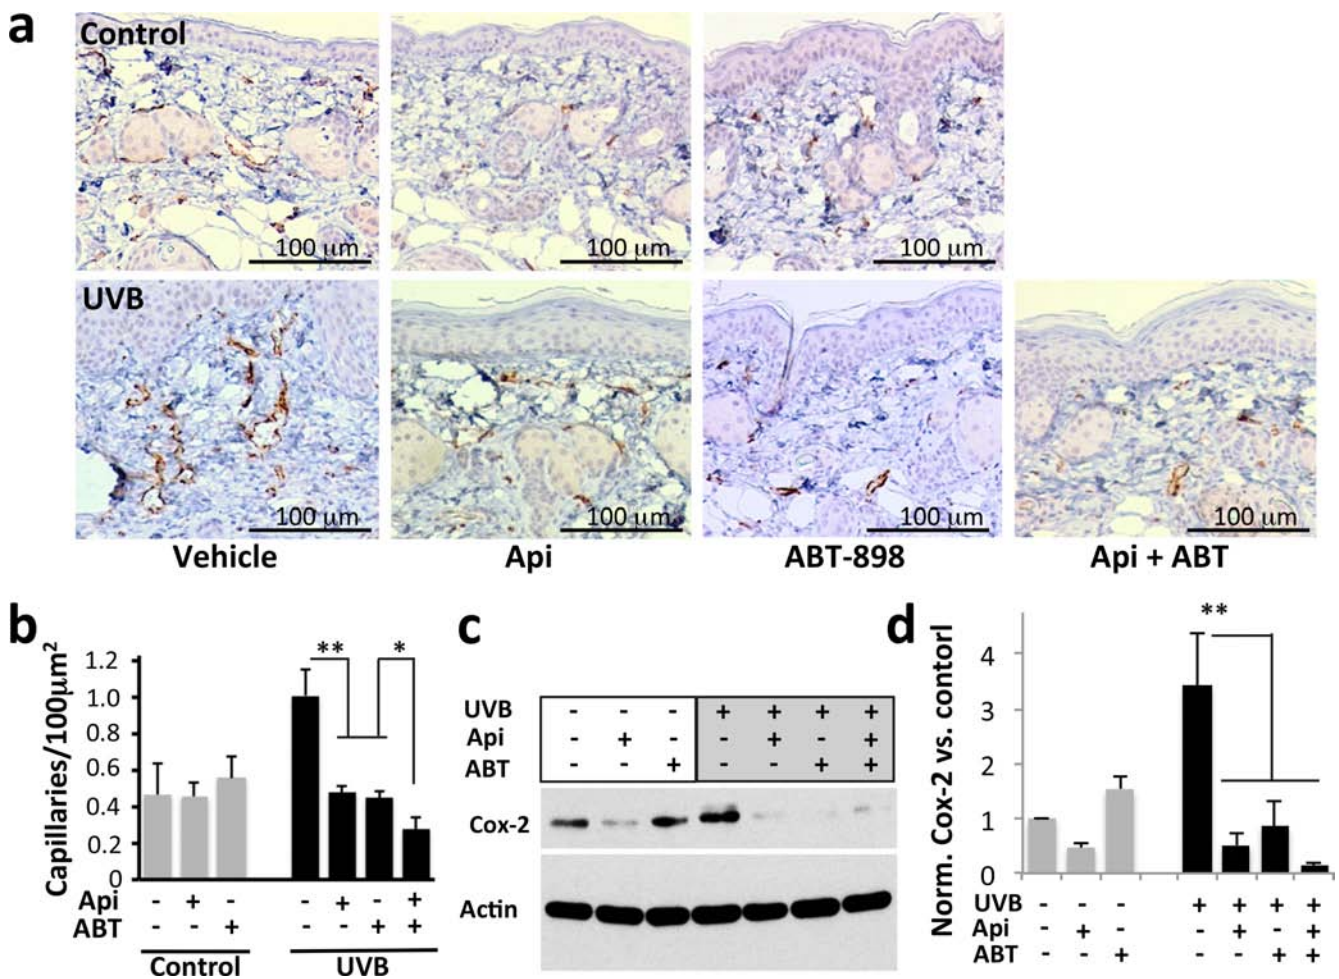 a
Control
100 µm 100 µm 100 µm
UVB
100 µm 100 µm 100 µm 100 µm
Vehicle Api ABT-898 Api + ABT
b
Capillaries/100µm²
1.2
1.0
0.8
0.6
0.4
0.2
0
** *
Api - + - - + - +
ABT - - + - - + +
Control UVB
c
UVB - - - + + + +
Api - + - - + - +
ABT - - + - - + +
Cox-2
Actin
d
Norm. Cox-2 vs. contorl
4
3
2
1
0
**
UVB - - - + + + +
Api - + - - + - +
ABT - - + - - + +